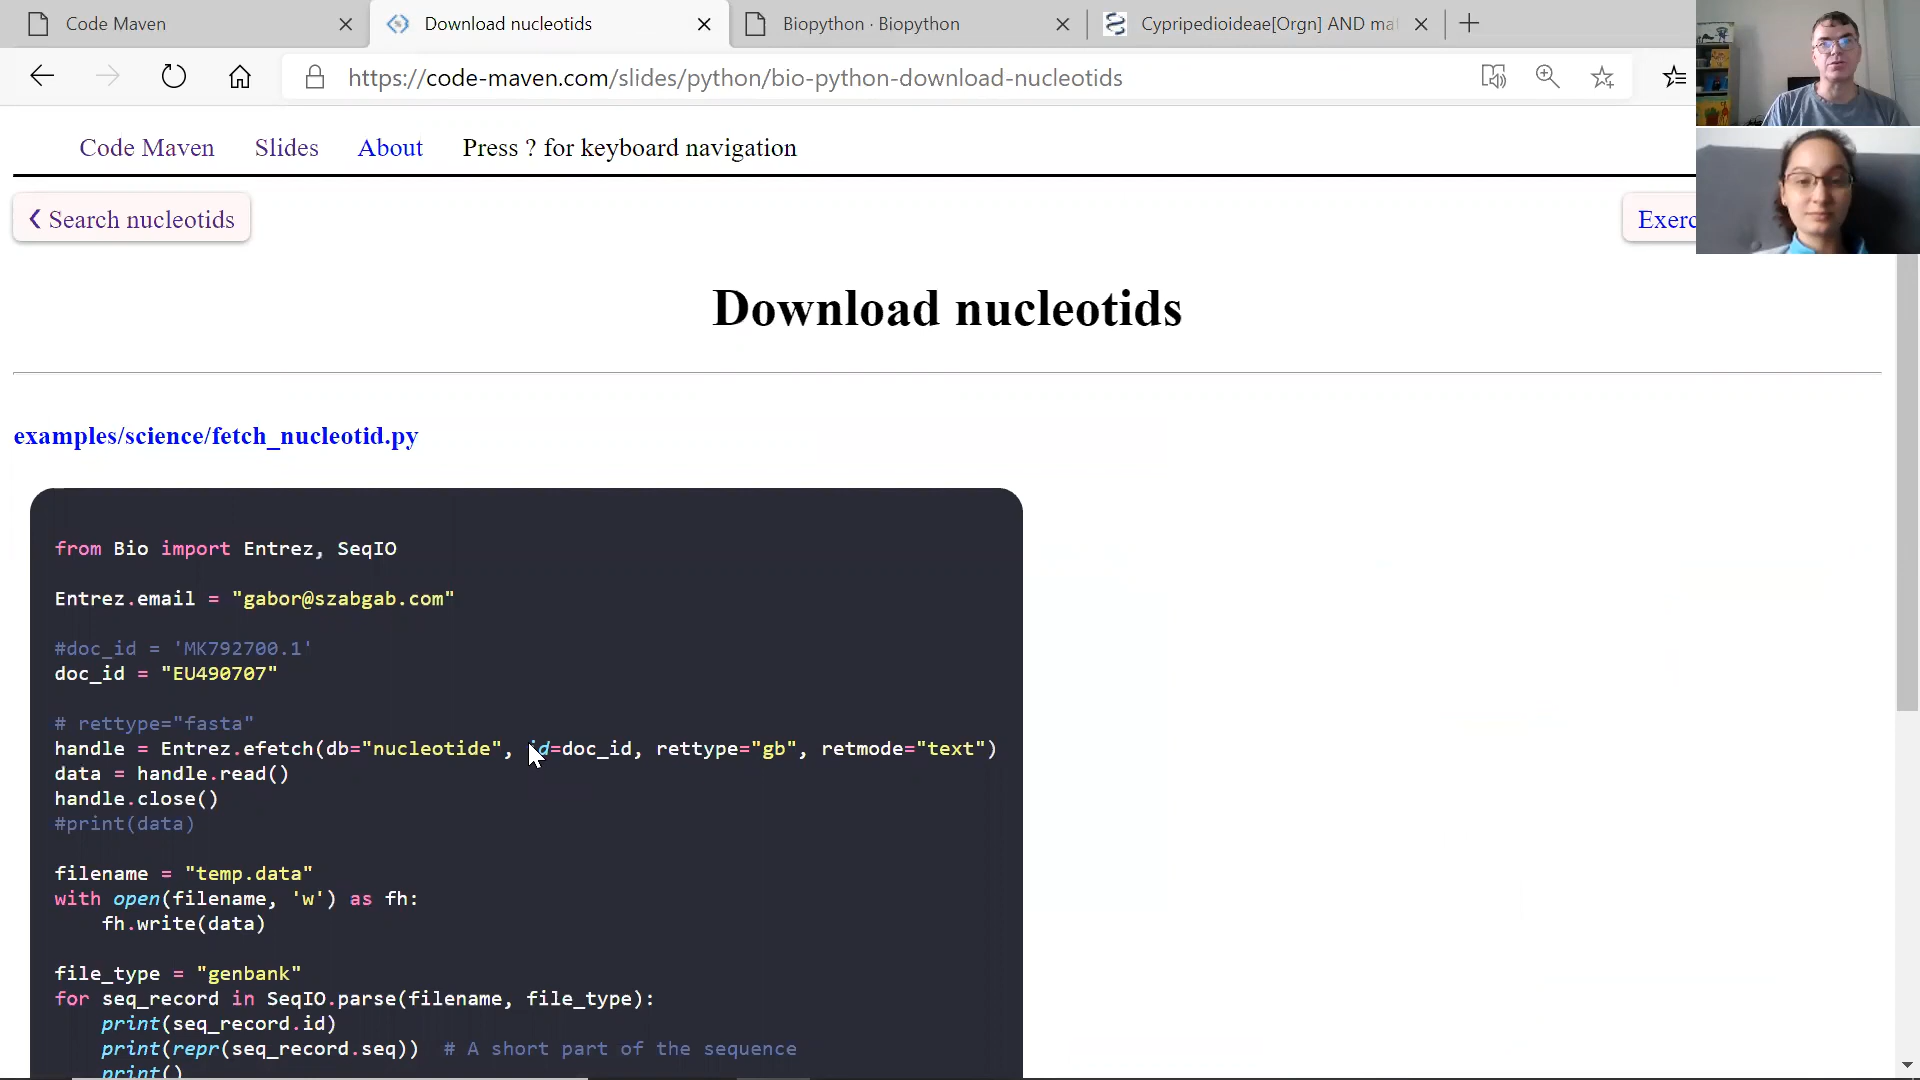 Code Maven
Download nucleotids
Biopython · Biopython
Cypripedioideae[Orgn] AND mat
https://code-maven.com/slides/python/bio-python-download-nucleotids
Code Maven Slides About Press ? for keyboard navigation
Search nucleotids
Exerc
Download nucleotids
examples/science/fetch_nucleotid.py
from Bio import Entrez, SeqIO
Entrez.email = "gabor@szabgab.com"
#doc_id = 'MK792700.1'
doc_id = "EU490707"
# rettype="fasta"
handle = Entrez.efetch(db="nucleotide", id=doc_id, rettype="gb", retmode="text")
data = handle.read()
handle.close()
#print(data)
filename = "temp.data"
with open(filename, 'w') as fh:
    fh.write(data)
file_type = "genbank"
for seq_record in SeqIO.parse(filename, file_type):
    print(seq_record.id)
    print(repr(seq_record.seq))  # A short part of the sequence
    print()